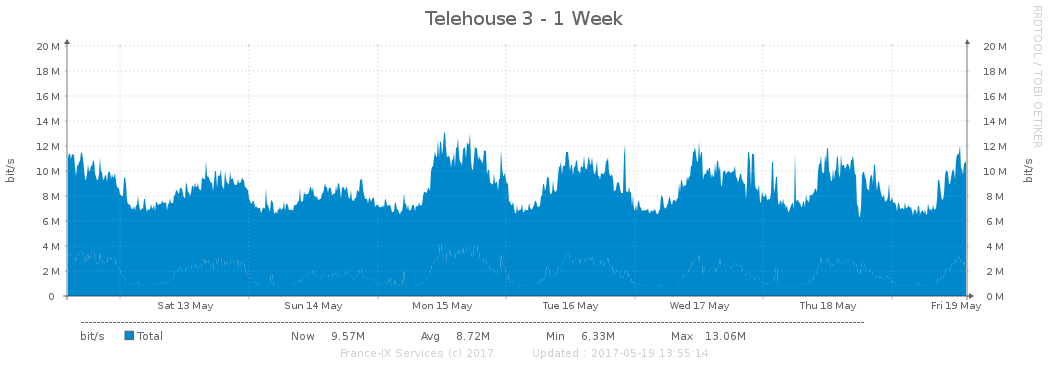 Telehouse 3 - 1 Week
RRDTOOL / TOBI OETIKER
bit/s
20 M 20 M
18 M 18 M
16 M 16 M
14 M 14 M
12 M 12 M
10 M 10 M
8 M 8 M
6 M 6 M
4 M 4 M
2 M 2 M
0 0 M
bit/s
Sat 13 May Sun 14 May Mon 15 May Tue 16 May Wed 17 May Thu 18 May Fri 19 May
bit/s Total Now 9.57M Avg 8.72M Min 6.33M Max 13.06M
France-IX Services (c) 2017 Updated : 2017-05-19 13:55:14